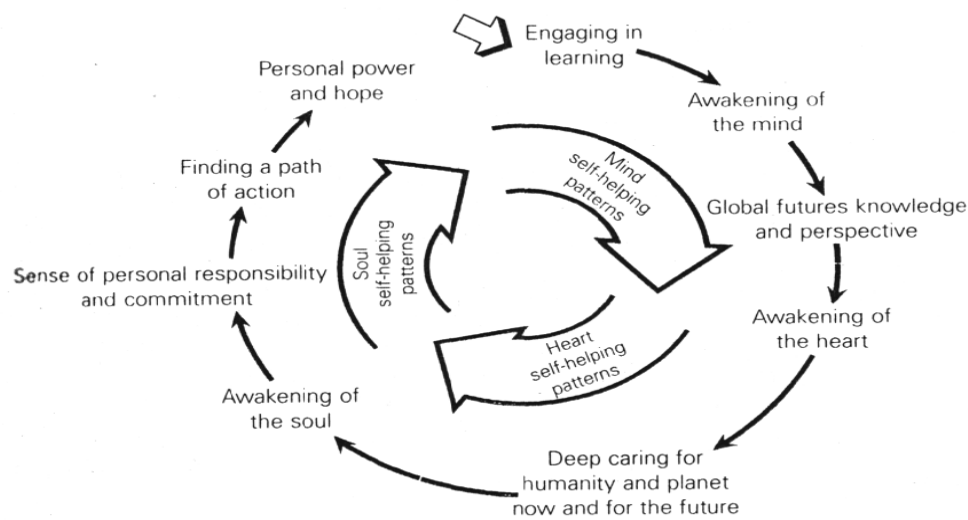 Engaging in
learning
Awakening of
the mind
Global futures knowledge
and perspective
Awakening of
the heart
Deep caring for
humanity and planet
now and for the future
Awakening of
the soul
Sense of personal responsibility
and commitment
Finding a path
of action
Personal power
and hope
Mind
self-helping
patterns
Heart
self-helping
patterns
Soul
self-helping
patterns